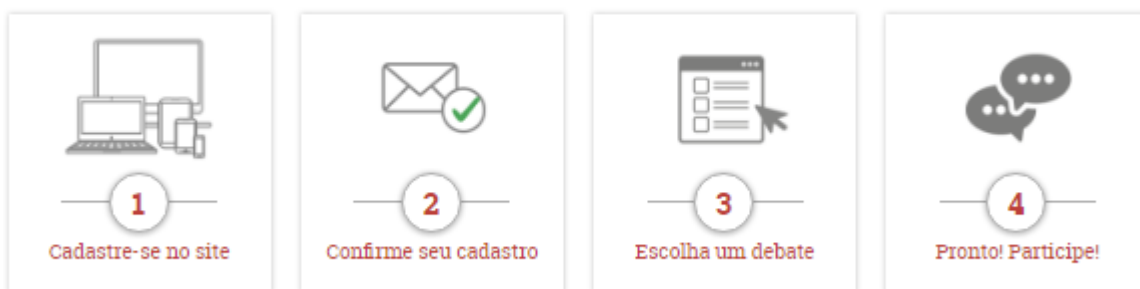 1
Cadastre-se no site
2
Confirme seu cadastro
3
Escolha um debate
4
Pronto! Participe!